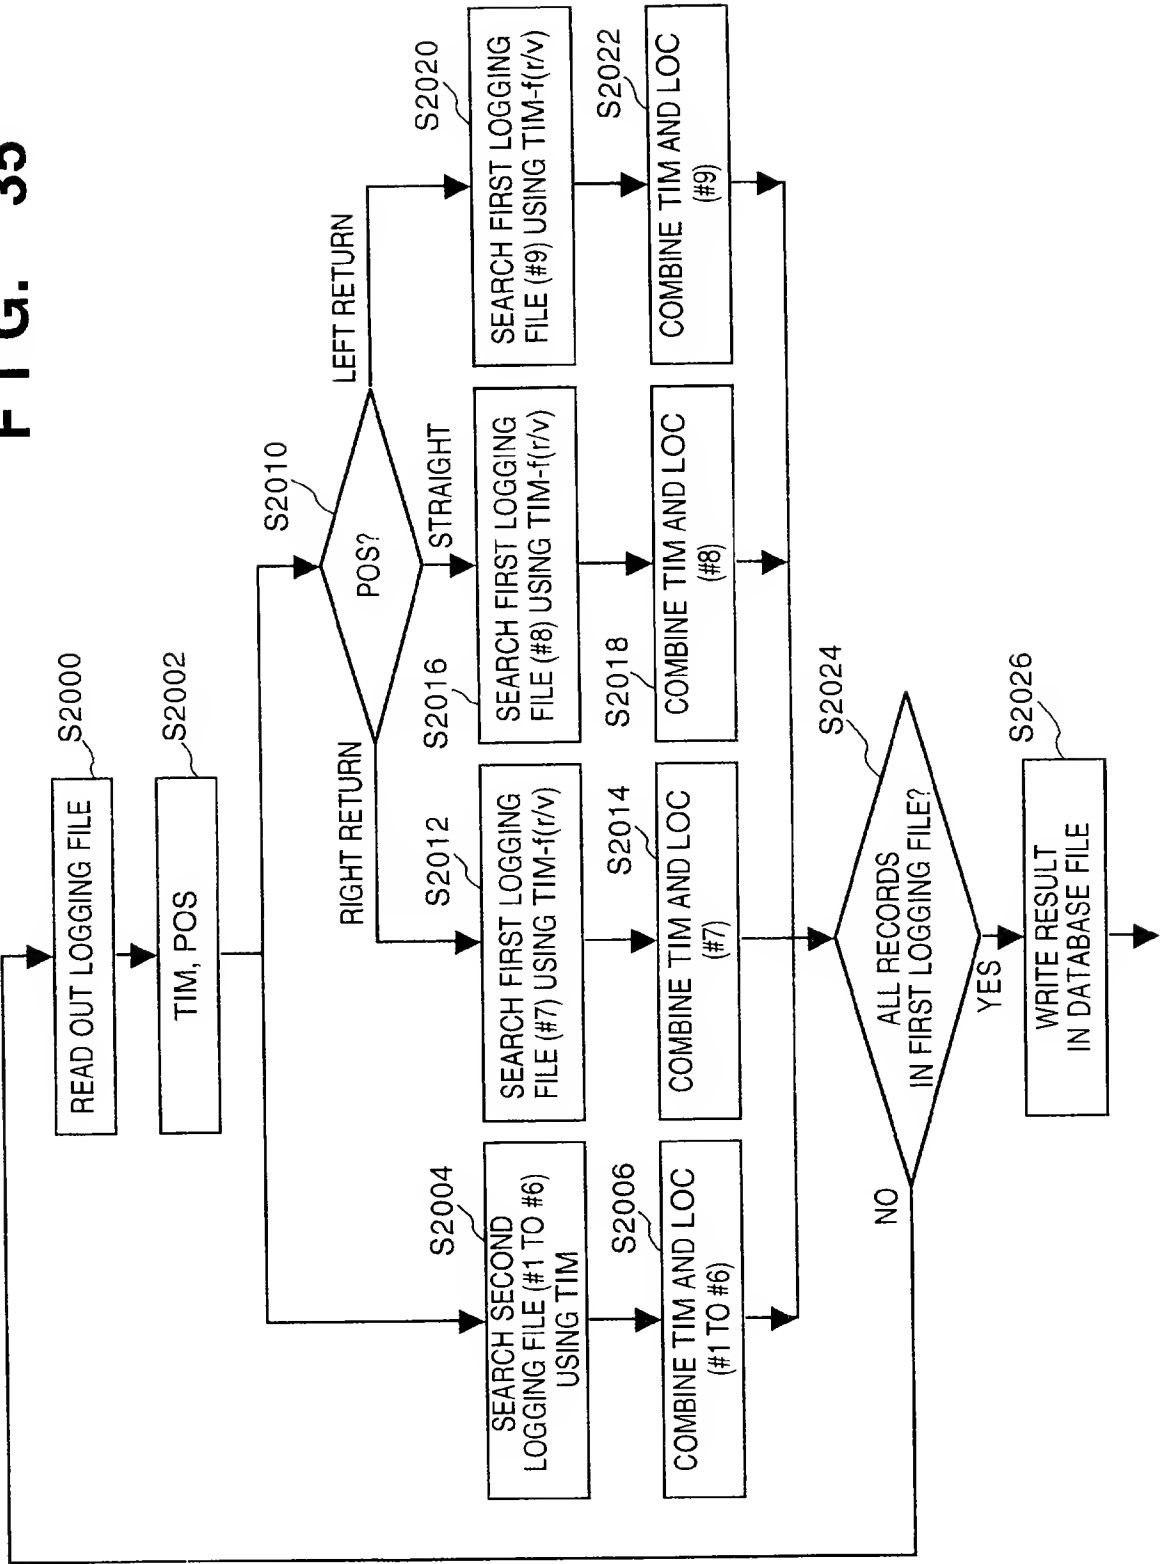 FIG. 35
READ OUT LOGGING FILE
S2000
TIM, POS
S2002
S2010
POS?
RIGHT RETURN
STRAIGHT
LEFT RETURN
S2004
SEARCH SECOND
LOGGING FILE (#1 TO #6)
USING TIM
S2012
SEARCH FIRST LOGGING
FILE (#7) USING TIM-f(r/v)
S2016
SEARCH FIRST LOGGING
FILE (#8) USING TIM-f(r/v)
S2020
SEARCH FIRST LOGGING
FILE (#9) USING TIM-f(r/v)
S2006
COMBINE TIM AND LOC
(#1 TO #6)
S2014
COMBINE TIM AND LOC
(#7)
S2018
COMBINE TIM AND LOC
(#8)
S2022
COMBINE TIM AND LOC
(#9)
S2024
ALL RECORDS
IN FIRST LOGGING FILE?
NO
YES
S2026
WRITE RESULT
IN DATABASE FILE